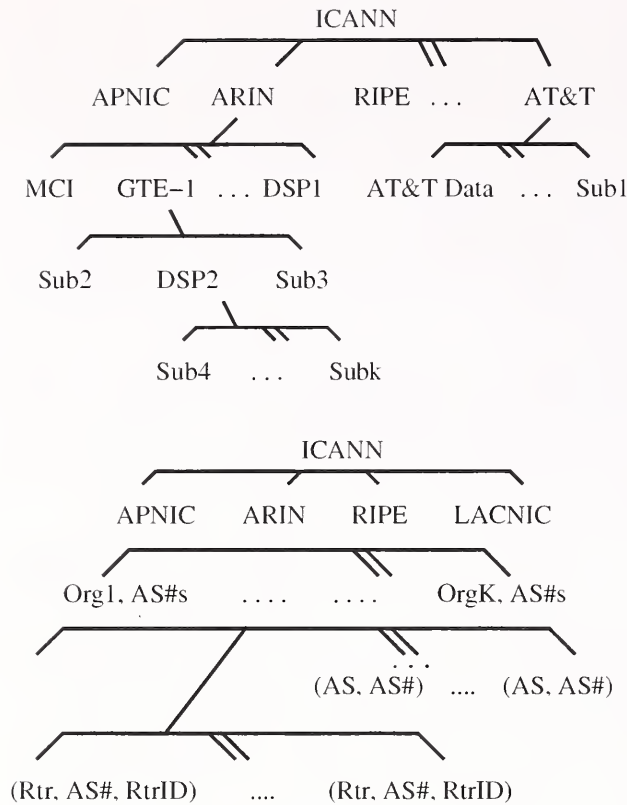 ICANN
APNIC ARIN RIPE ... AT&T
MCI GTE-1 ... DSP1 AT&T Data ... Sub1
Sub2 DSP2 Sub3
Sub4 ... Subk
ICANN
APNIC ARIN RIPE LACNIC
Org1, AS#s .... .... OrgK, AS#s
...
(AS, AS#) .... (AS, AS#)
(Rtr, AS#, RtrID) .... (Rtr, AS#, RtrID)